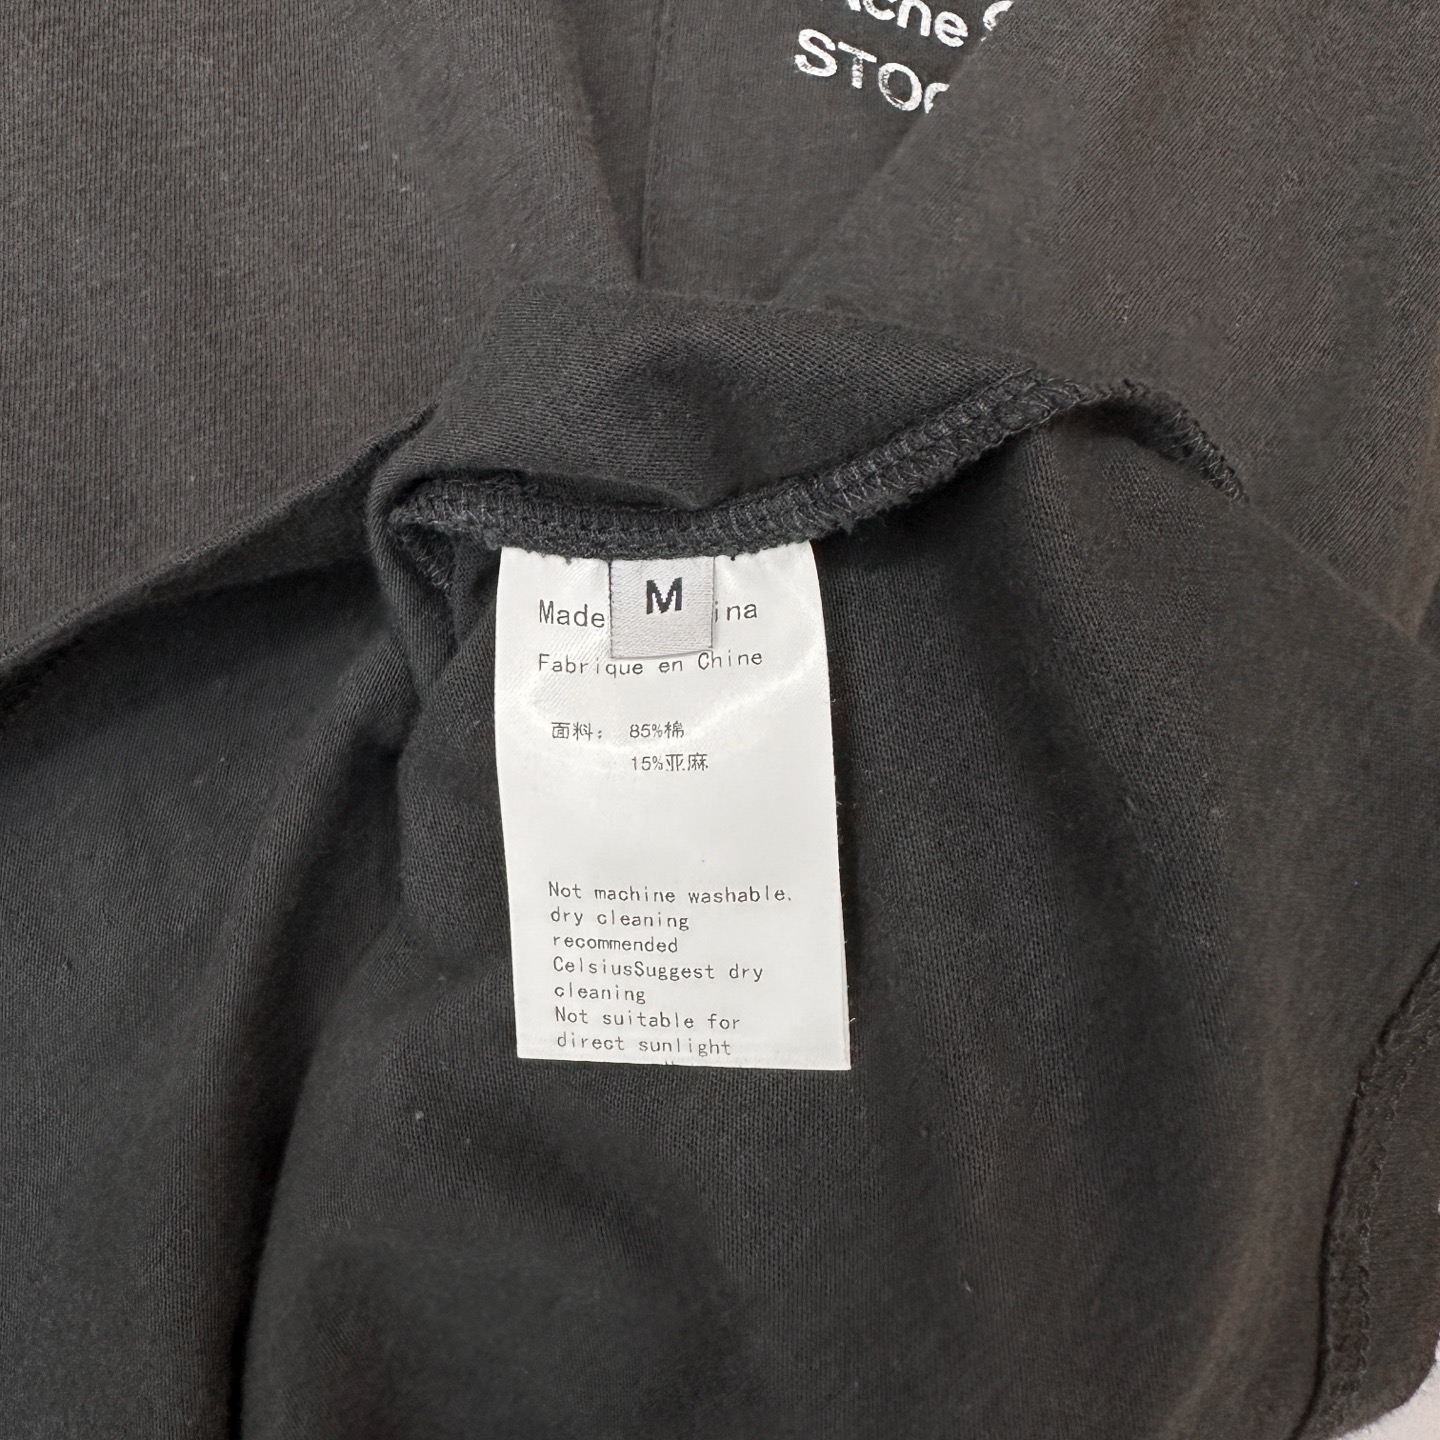 Acne S
STOC
M
Made ina
Fabrique en Chine
面料: 85%棉
15%亚麻
Not machine washable.
dry cleaning
recommended
CelsiusSuggest dry
cleaning
Not suitable for
direct sunlight